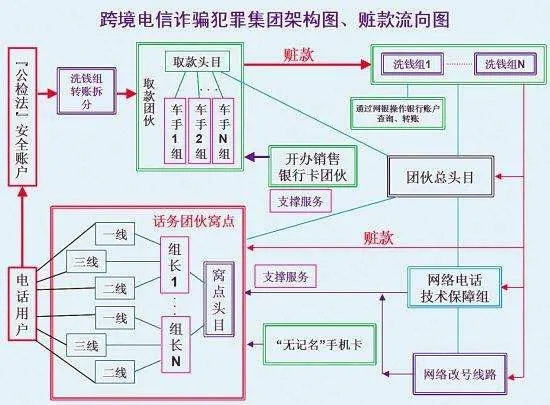 跨境电信诈骗犯罪集团架构图、赃款流向图
『公检法』安全账户
洗钱组
转账拆
分
取款团伙
取款头目
车手1组
车手2组
······
车手N组
赃款
洗钱组1
······
洗钱组N
通过网银操作银行账户
查询、转账
开办销售
银行卡团伙
支撑服务
团伙总头目
话务团伙窝点
赃款
电话用户
一线
三线
二线
一线
三线
二线
组长1
······
组长N
窝点头目
支撑服务
网络电话
技术保障组
“无记名”手机卡
网络改号线路